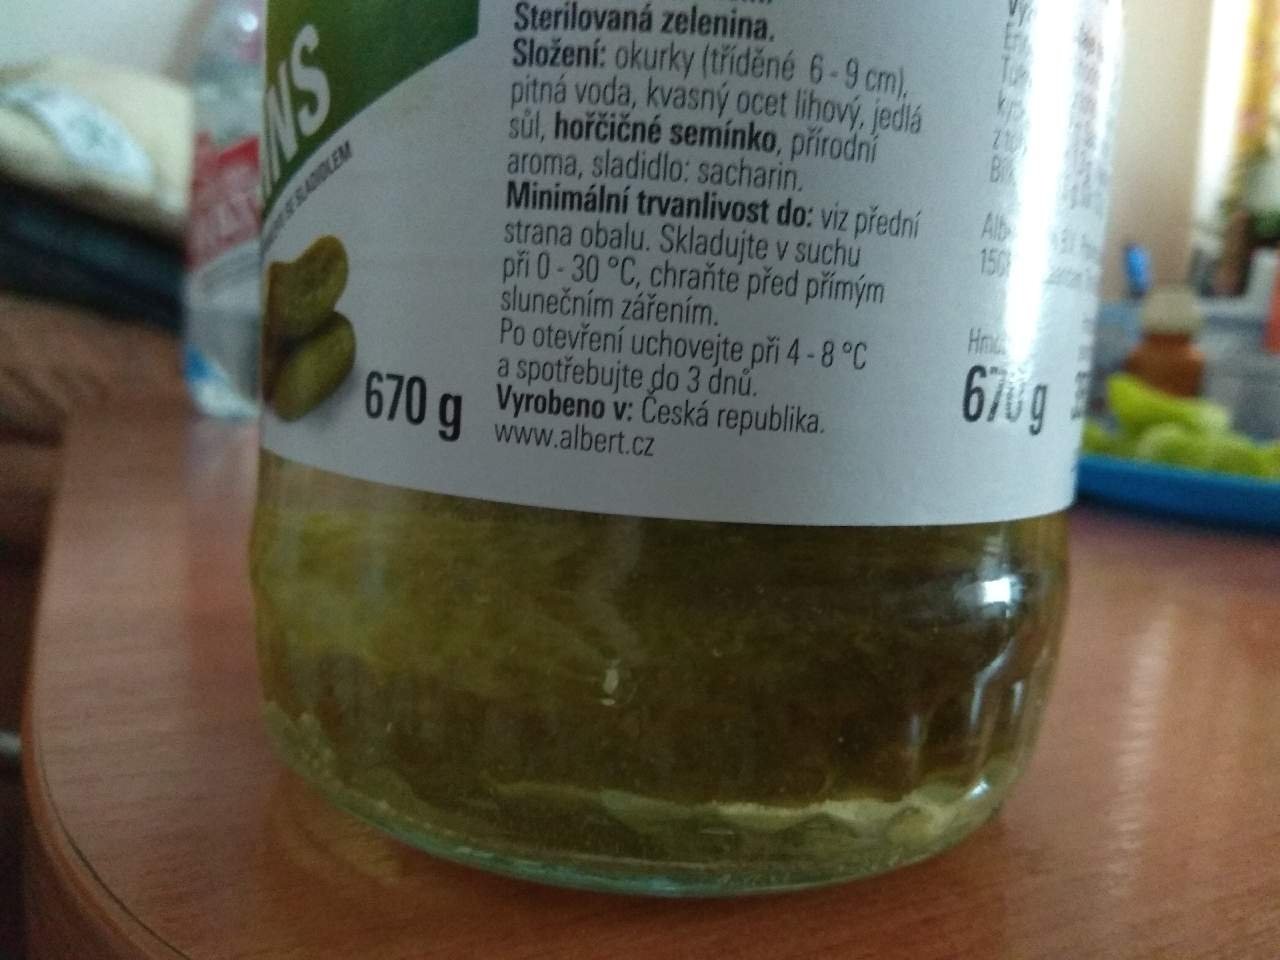 Sterilovaná zelenina.
Složení: okurky (tříděné 6 - 9 cm),
pitná voda, kvasný ocet lihový, jedlá
sůl, hořčičné semínko, přírodní
aroma, sladidlo: sacharin.
Minimální trvanlivost do: viz přední
strana obalu. Skladujte v suchu
při 0 - 30 °C, chraňte před přímým
slunečním zářením.
Po otevření uchovejte při 4 - 8 °C
a spotřebujte do 3 dnů.
Vyrobeno v: Česká republika.
www.albert.cz
SLADIDLEM
670 g
670 g